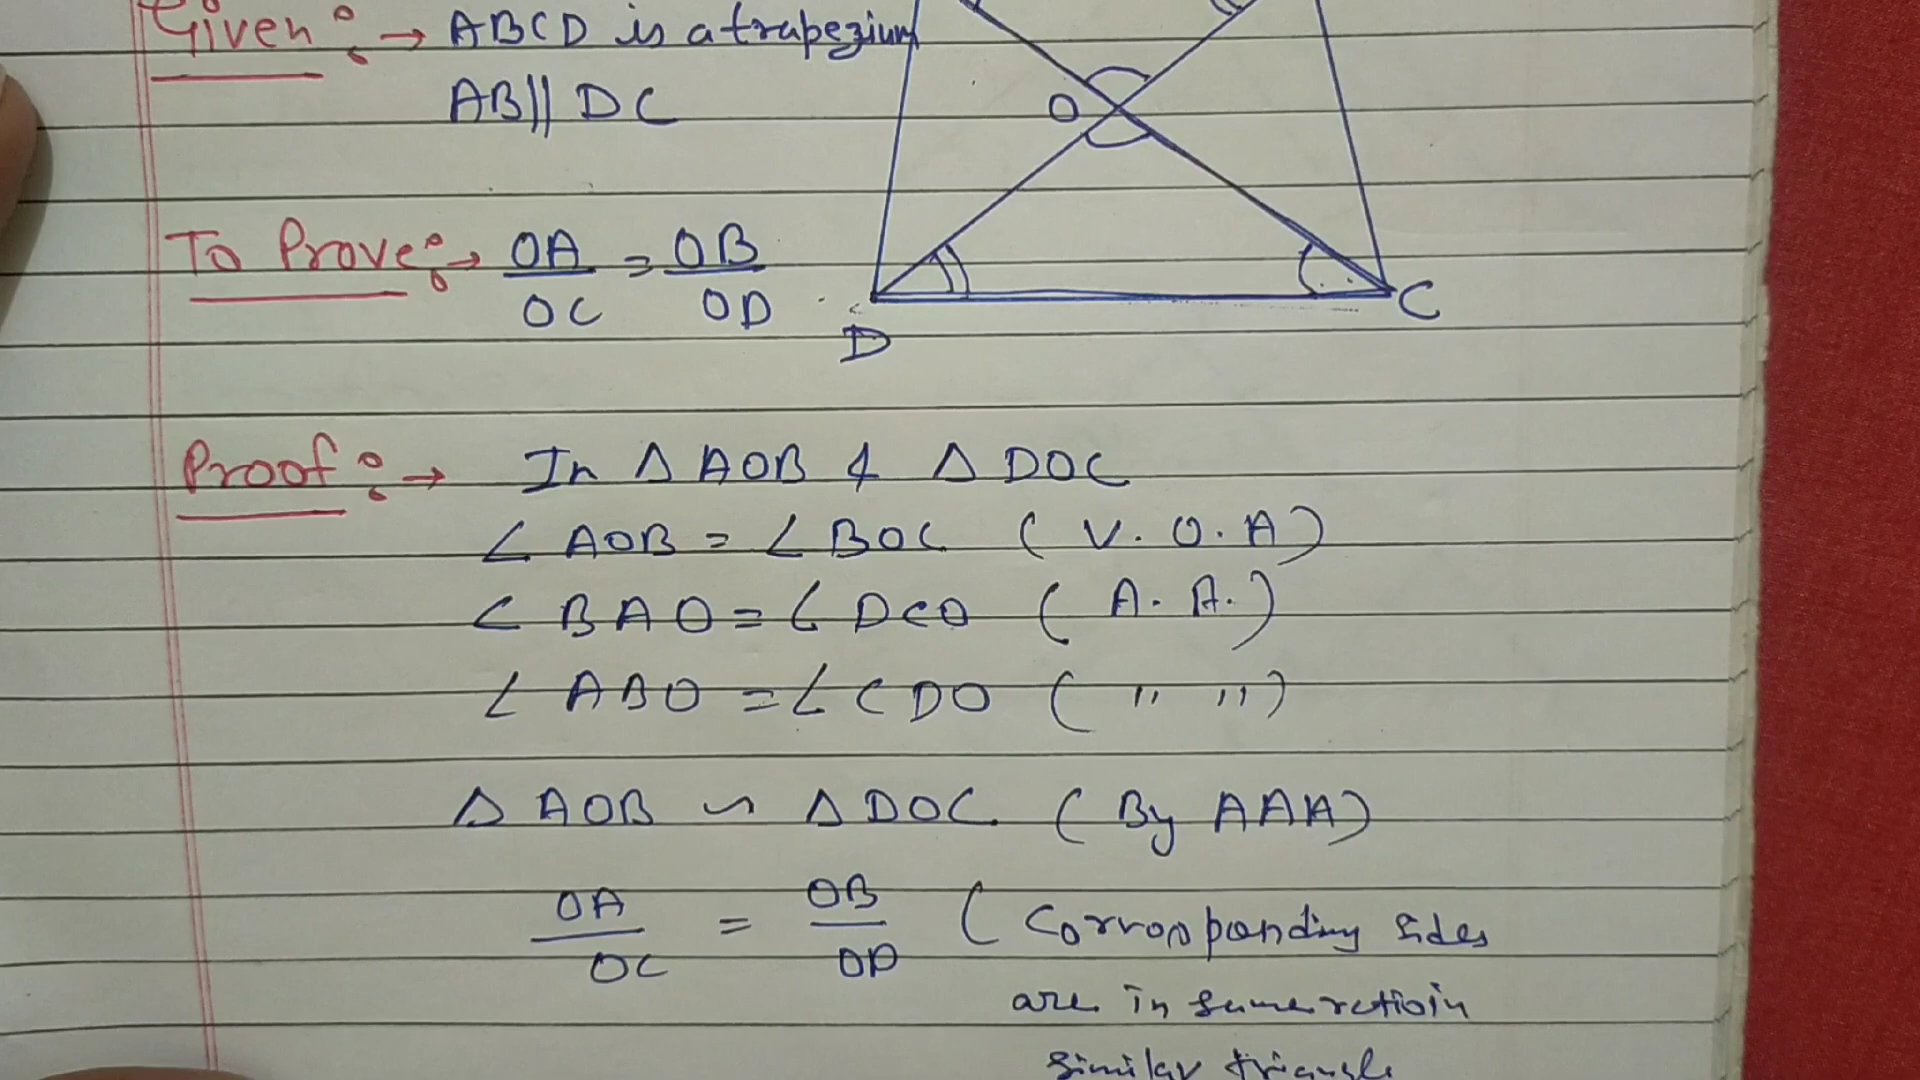 Given :→ ABCD is a trapezium
AB || DC
O
To Prove :→ OA/OC = OB/OD
C
D
Proof :→ In Δ AOB & Δ DOC
∠ AOB = ∠ BOC ( V. O. A )
∠ BAO = ∠ DCO ( A. A. )
∠ ABO = ∠ CDO ( " " )
Δ AOB ∽ Δ DOC. ( By AAA )
OA/OC = OB/OD ( Corrosponding sides
are in same ratio in
similar triangle